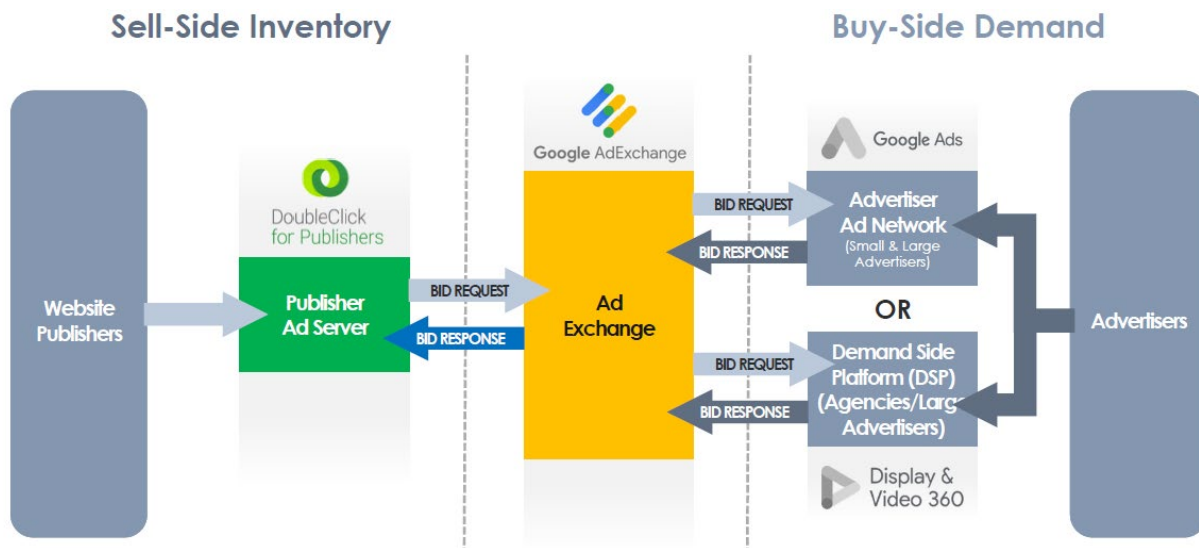 Sell-Side Inventory
Buy-Side Demand
Website
Publishers
DoubleClick
for Publishers
Publisher
Ad Server
BID REQUEST
BID RESPONSE
Google AdExchange
Ad
Exchange
BID REQUEST
BID RESPONSE
BID REQUEST
BID RESPONSE
Google Ads
Advertiser
Ad Network
(Small & Large
Advertisers)
OR
Demand Side
Platform (DSP)
(Agencies/Large
Advertisers)
Display &
Video 360
Advertisers